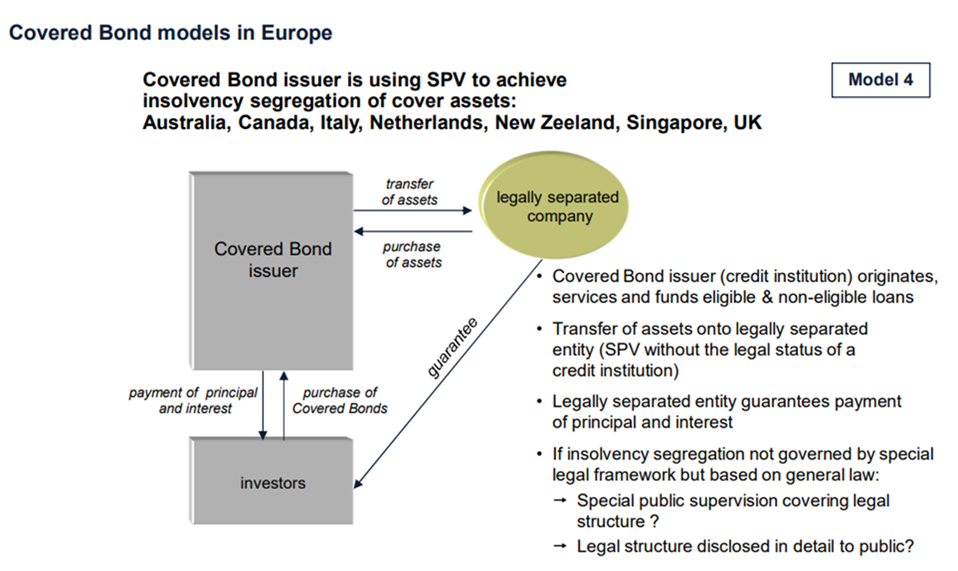 Covered Bond models in Europe
Covered Bond issuer is using SPV to achieve
insolvency segregation of cover assets:
Australia, Canada, Italy, Netherlands, New Zeeland, Singapore, UK
Model 4
transfer
of assets
legally separated
company
Covered Bond
issuer
purchase
of assets
guarantee
payment of principal
and interest
purchase of
Covered Bonds
investors
• Covered Bond issuer (credit institution) originates,
services and funds eligible & non-eligible loans
• Transfer of assets onto legally separated
entity (SPV without the legal status of a
credit institution)
• Legally separated entity guarantees payment
of principal and interest
• If insolvency segregation not governed by special
legal framework but based on general law:
→ Special public supervision covering legal
structure ?
→ Legal structure disclosed in detail to public?